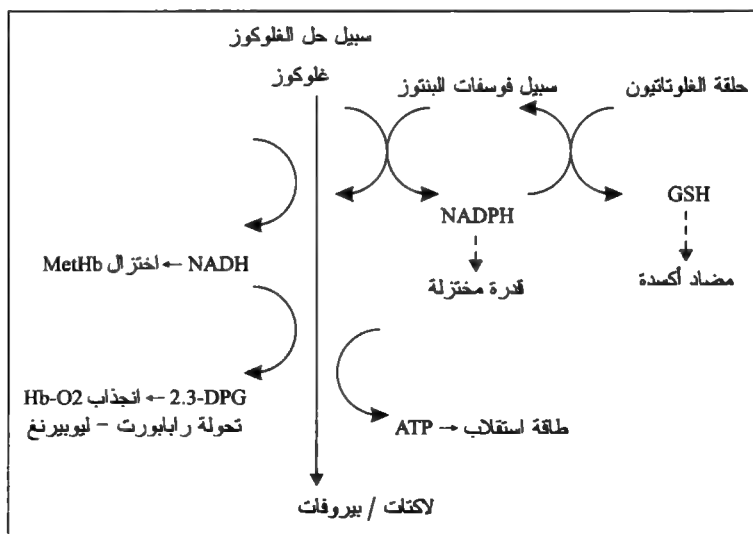 سبيل حل الغلوكوز
غلوكوز
سبيل فوسفات البنتوز
حلقة الغلوتاتيون
GSH
NADPH
مضاد أكسدة
قدرة مختزلة
NADH ← اختزال MetHb
2.3-DPG ← انجذاب Hb-O2
تحولة رابابورت - ليوبيرنغ
ATP → طاقة استقلاب
لاكتات / بيروفات